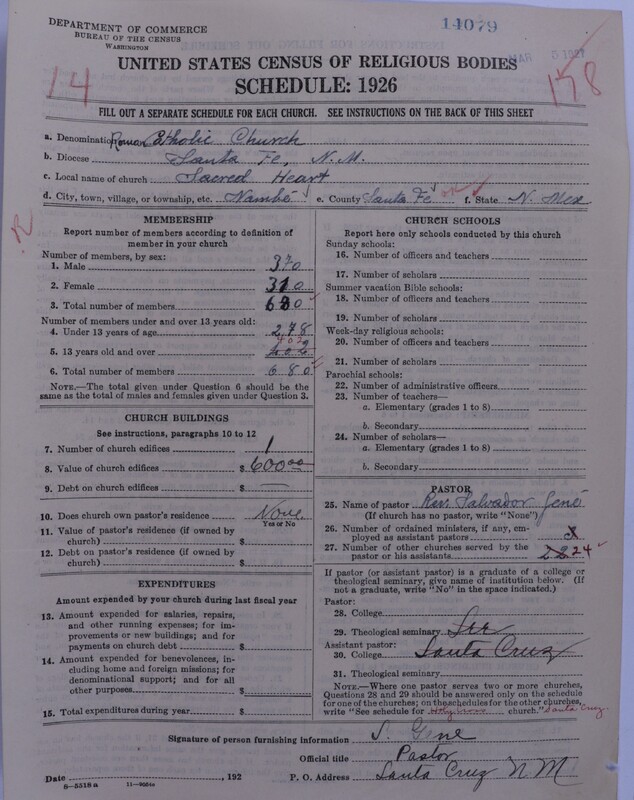 DEPARTMENT OF COMMERCE
BUREAU OF THE CENSUS
WASHINGTON
14079
MAR 5 1927
UNITED STATES CENSUS OF RELIGIOUS BODIES
SCHEDULE: 1926
14
178
FILL OUT A SEPARATE SCHEDULE FOR EACH CHURCH. SEE INSTRUCTIONS ON THE BACK OF THIS SHEET
a. Denomination Roman Catholic Church
b. Diocese Santa Fe, N.M.
c. Local name of church Sacred Heart
d. City, town, village, or township, etc. Nambé e. County Santa Fe f. State N. Mex
MEMBERSHIP
Report number of members according to definition of
member in your church
Number of members, by sex:
1. Male 370
2. Female 310
3. Total number of members 680
Number of members under and over 13 years old:
4. Under 13 years of age 278
402
5. 13 years old and over 402
6. Total number of members 680
NOTE.—The total given under Question 6 should be
the same as the total of males and females given under Question 3.
CHURCH BUILDINGS
See instructions, paragraphs 10 to 12
7. Number of church edifices 1
8. Value of church edifices $ 600.00
9. Debt on church edifices $ —
10. Does church own pastor's residence None
Yes or No
11. Value of pastor's residence (if owned by
church) $
12. Debt on pastor's residence (if owned by
church) $
EXPENDITURES
Amount expended by your church during last fiscal year
13. Amount expended for salaries, repairs,
and other running expenses; for im-
provements or new buildings; and for
payments on church debt $
14. Amount expended for benevolences, in-
cluding home and foreign missions; for
denominational support; and for all
other purposes $
15. Total expenditures during year $
CHURCH SCHOOLS
Report here only schools conducted by this church
Sunday schools:
16. Number of officers and teachers
17. Number of scholars
Summer vacation Bible schools:
18. Number of officers and teachers
19. Number of scholars
Week-day religious schools:
20. Number of officers and teachers
21. Number of scholars
Parochial schools:
22. Number of administrative officers
23. Number of teachers—
a. Elementary (grades 1 to 8)
b. Secondary
24. Number of scholars—
a. Elementary (grades 1 to 8)
b. Secondary
PASTOR
25. Name of pastor Rev. Salvador Gené
(If church has no pastor, write "None")
26. Number of ordained ministers, if any, em-
ployed as assistant pastors
27. Number of other churches served by the
pastor or his assistants 24
If pastor (or assistant pastor) is a graduate of a college or
theological seminary, give name of institution below. (If
not a graduate, write "No" in the space indicated.)
Pastor:
28. College
29. Theological seminary See
Assistant pastor:
30. College Santa Cruz
31. Theological seminary
NOTE.—Where one pastor serves two or more churches,
Questions 28 and 29 should be answered only on the schedule
for one of the churches; on the schedules for the other churches,
write "See schedule for Holy Cross church." Santa Cruz.
Signature of person furnishing information S. Gené
Official title Pastor
Date , 192 P. O. Address Santa Cruz N M
8-5518a 11-9554a